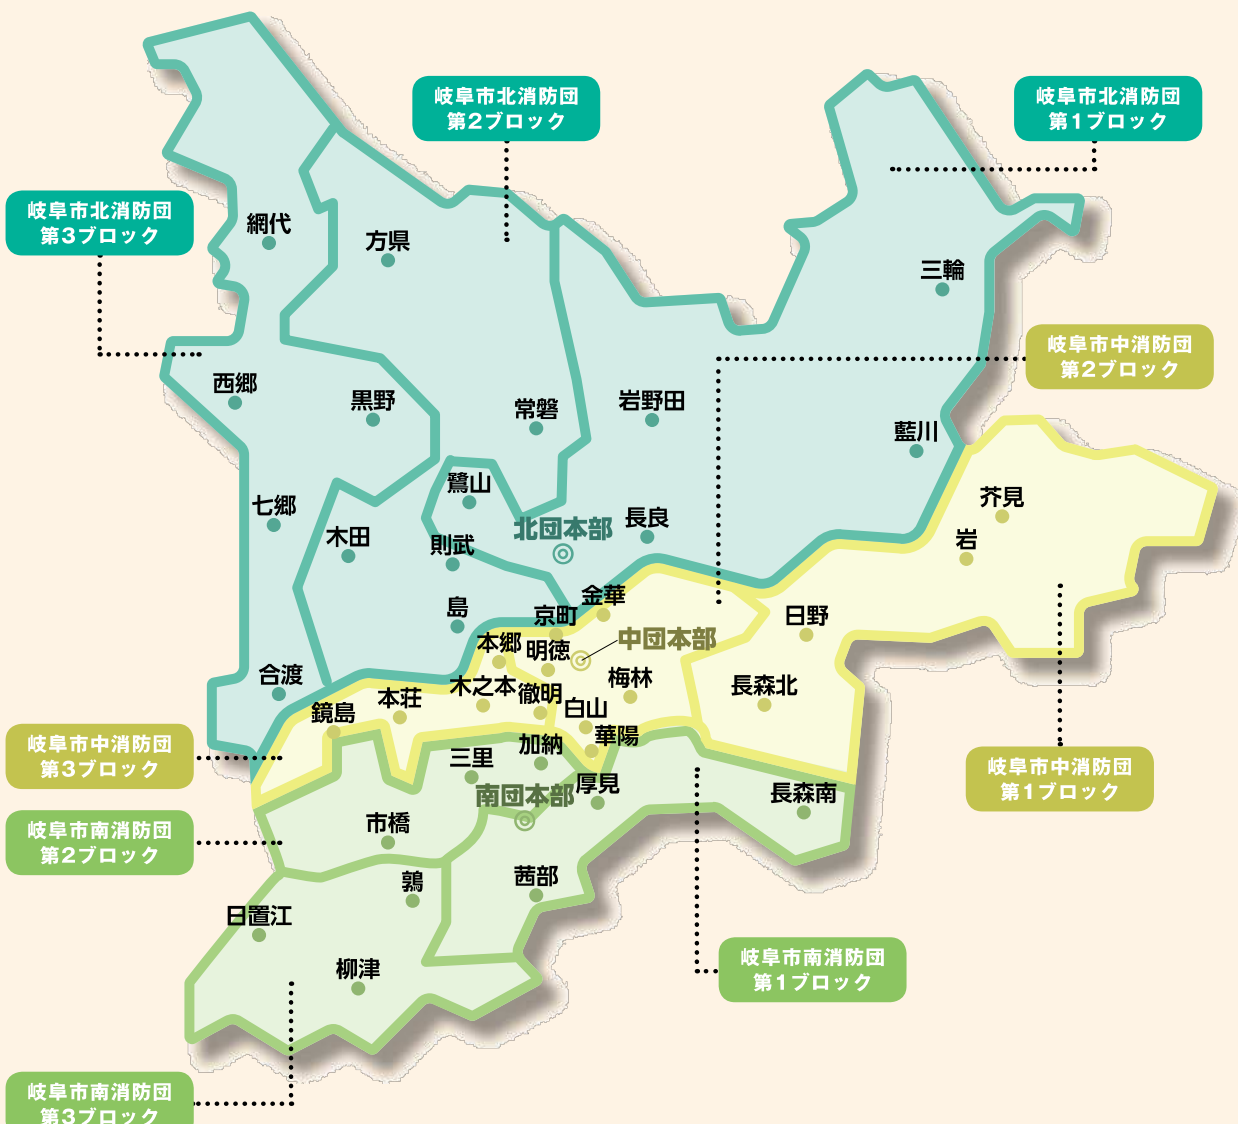 岐阜市北消防団
第2ブロック
岐阜市北消防団
第1ブロック
岐阜市北消防団
第3ブロック
網代
方県
三輪
岐阜市中消防団
第2ブロック
西郷
黒野
常磐
岩野田
藍川
鷺山
七郷
木田
則武
北団本部
長良
芥見
岩
島
京町
金華
日野
本郷
明徳
中団本部
合渡
本荘
木之本
徹明
梅林
長森北
鏡島
白山
華陽
岐阜市中消防団
第3ブロック
三里
加納
岐阜市中消防団
第1ブロック
南団本部
厚見
長森南
岐阜市南消防団
第2ブロック
市橋
鶉
茜部
日置江
柳津
岐阜市南消防団
第1ブロック
岐阜市南消防団
第3ブロック